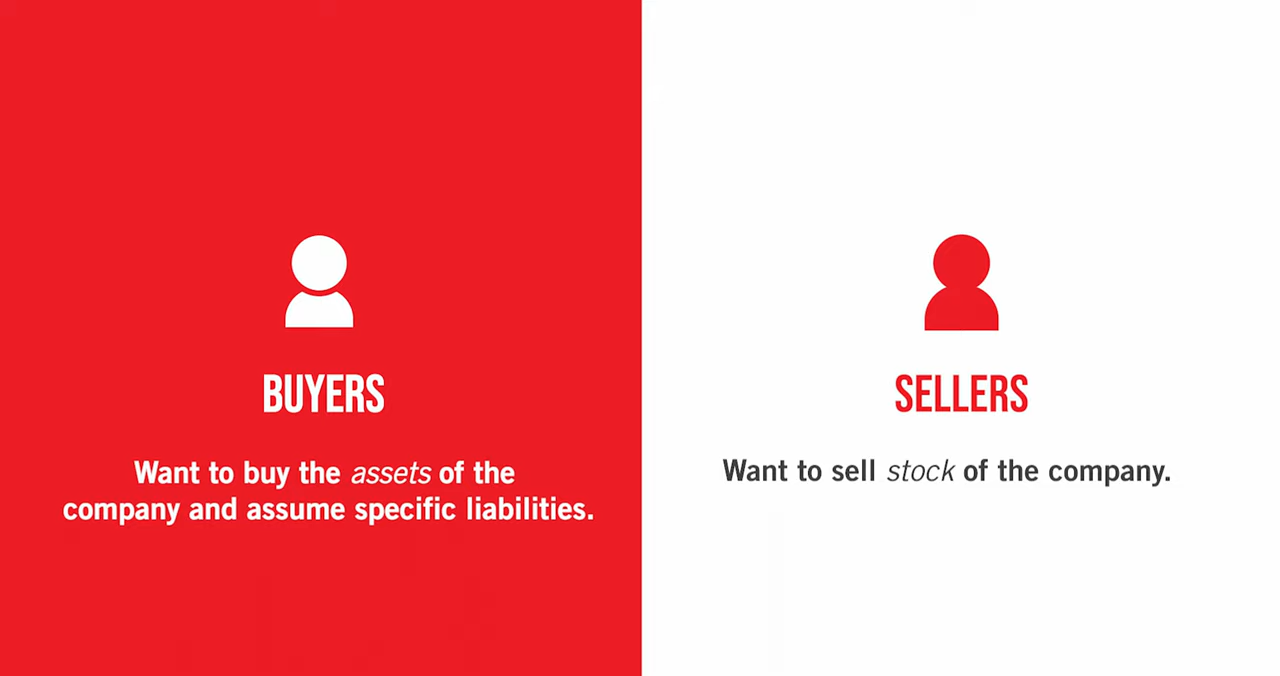 BUYERS
Want to buy the assets of the
company and assume specific liabilities.
SELLERS
Want to sell stock of the company.